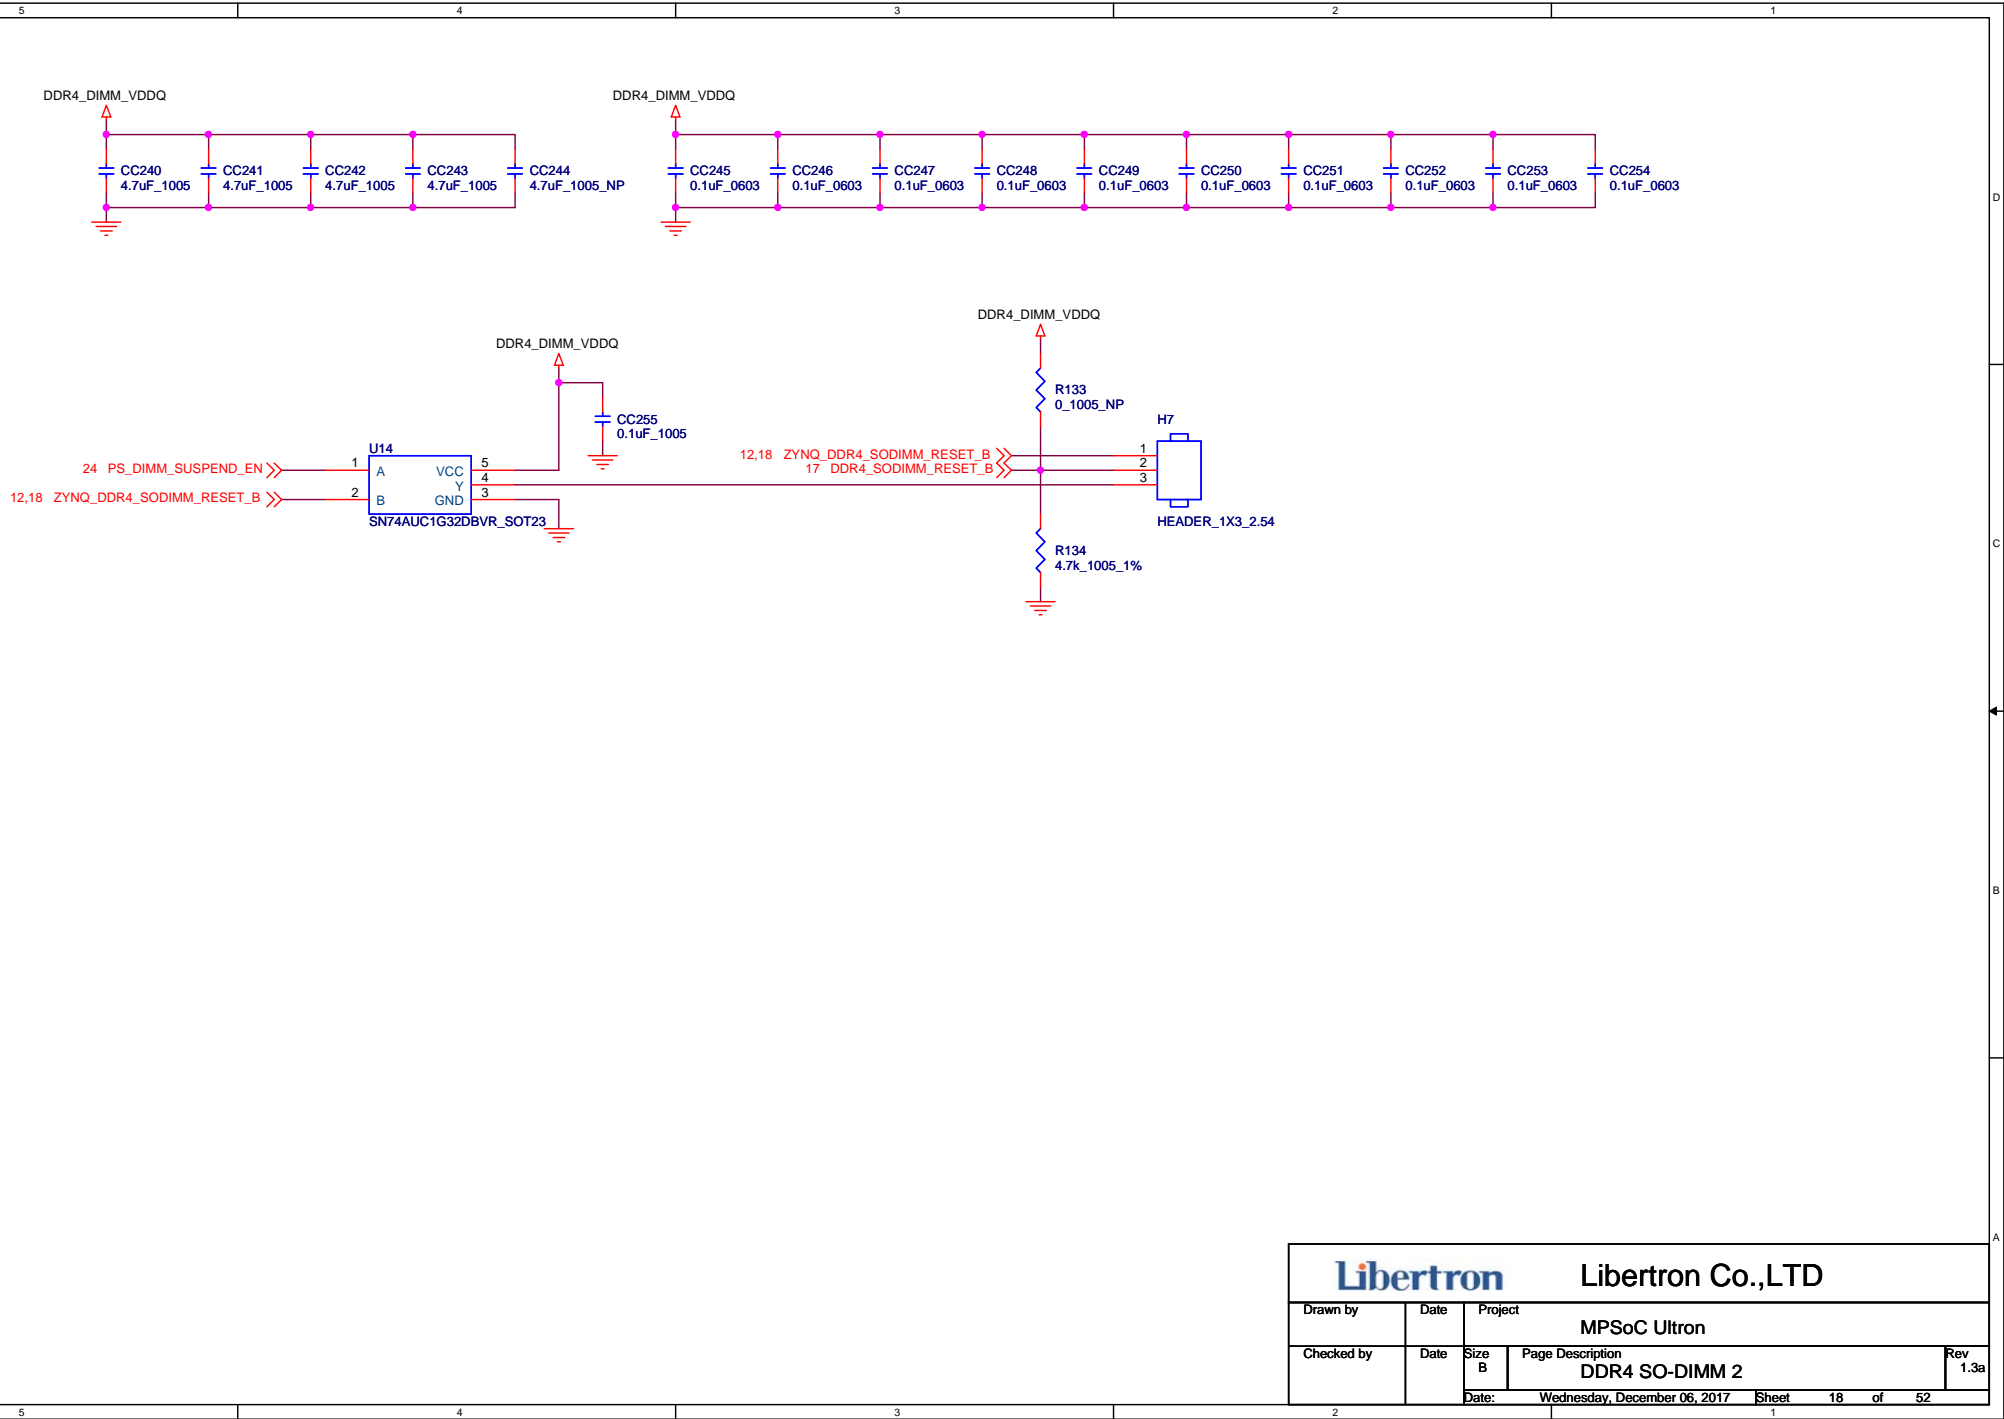 5 4 3 2 1
DDR4_DIMM_VDDQ DDR4_DIMM_VDDQ
CC240 CC241 CC242 CC243 CC244 CC245 CC246 CC247 CC248 CC249 CC250 CC251 CC252 CC253 CC254
4.7uF_1005 4.7uF_1005 4.7uF_1005 4.7uF_1005 4.7uF_1005_NP 0.1uF_0603 0.1uF_0603 0.1uF_0603 0.1uF_0603 0.1uF_0603 0.1uF_0603 0.1uF_0603 0.1uF_0603 0.1uF_0603 0.1uF_0603
D
DDR4_DIMM_VDDQ
DDR4_DIMM_VDDQ
R133
0_1005_NP
CC255
0.1uF_1005
H7
U14
12,18 ZYNQ_DDR4_SODIMM_RESET_B 1
24 PS_DIMM_SUSPEND_EN 1 A VCC 5
17 DDR4_SODIMM_RESET_B 2
Y 4 3
12,18 ZYNQ_DDR4_SODIMM_RESET_B 2 B GND 3
SN74AUC1G32DBVR_SOT23
HEADER_1X3_2.54
C
R134
4.7k_1005_1%
B
A
Libertron Libertron Co.,LTD
Drawn by Date Project
MPSoC Ultron
Checked by Date Size Page Description Rev
B DDR4 SO-DIMM 2 1.3a
Date: Wednesday, December 06, 2017 Sheet 18 of 52
5 4 3 2 1